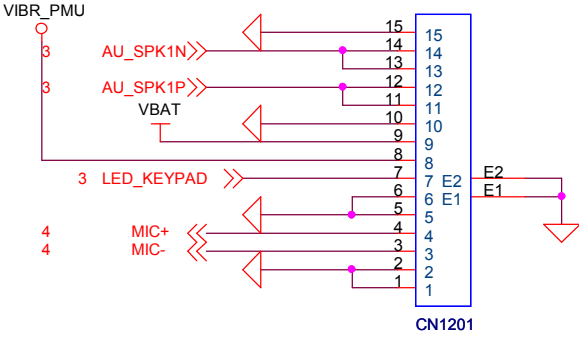 VIBR_PMU
15 15
3 AU_SPK1N 14 14
13 13
3 AU_SPK1P 12 12
11 11
VBAT
10 10
9 9
8 8
3 LED_KEYPAD 7 7 E2 E2
6 6 E1 E1
5 5
4 MIC+ 4 4
4 MIC- 3 3
2 2
1 1
CN1201